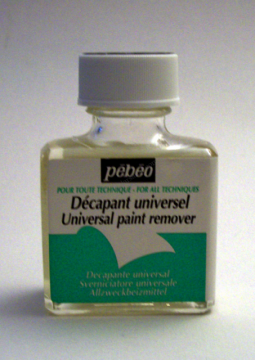 pébéo
POUR TOUTE TECHNIQUE - FOR ALL TECHNIQUES
Décapant universel
Universal paint remover
Decapante universal
Sverniciatore universale
Allzweckbeizmittel